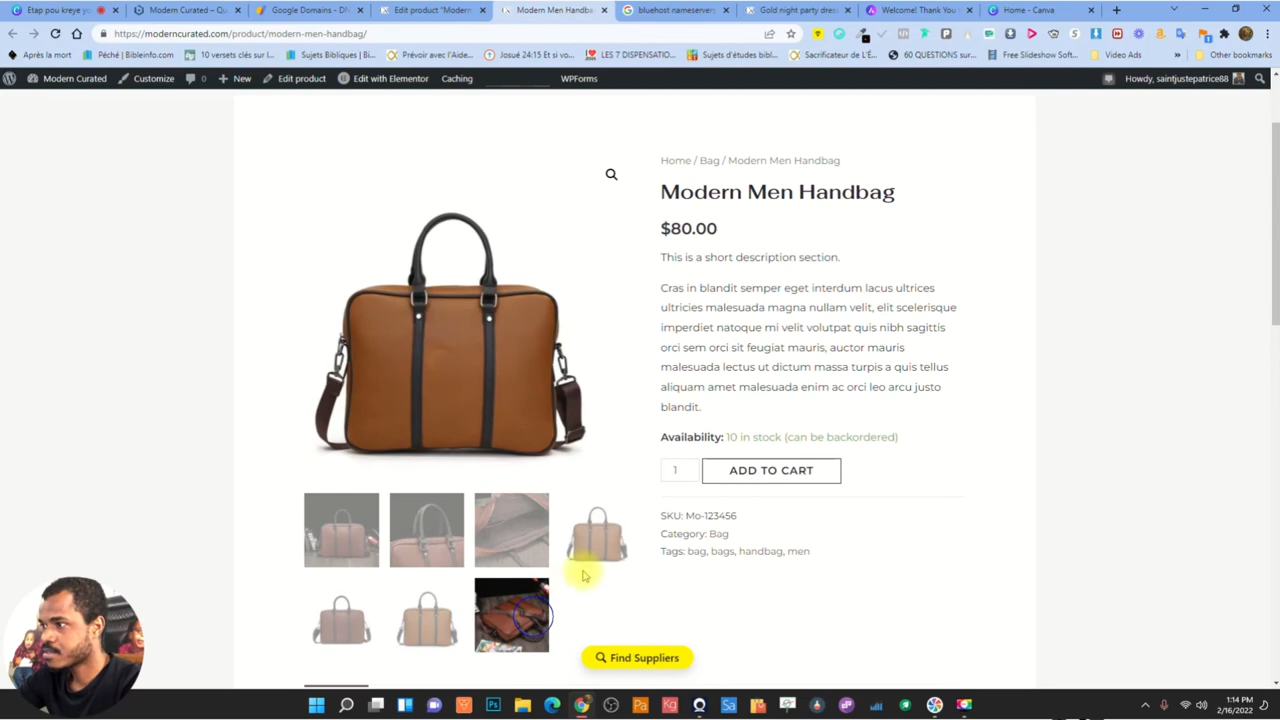 Etap pou kreye yo
Modern Curated – Qu
Google Domains - DN
Edit product "Modern
Modern Men Handba
bluehost nameservers
Gold night party dres
Welcome! Thank You
Home - Canva
https://moderncurated.com/product/modern-men-handbag/
Après la mort
Péché | Bibleinfo.com
10 versets clés sur l...
Sujets Bibliques |...
Prévoir avec l'Aide...
Josué 24:15 Et si vo...
LES 7 DISPENSATIO...
Sujets d'études bibl...
Sacrificateur de L'É...
60 QUESTIONS sur...
Free Slideshow Soft...
Video Ads
Other bookmarks
Modern Curated
Customize
0
New
Edit product
Edit with Elementor
Caching
WPForms
Howdy, saintjustepatrice88
Home / Bag / Modern Men Handbag
Modern Men Handbag
$80.00
This is a short description section.
Cras in blandit semper eget interdum lacus ultrices
ultricies malesuada magna nullam velit, elit scelerisque
imperdiet natoque mi velit volutpat quis nibh sagittis
orci sem orci sit feugiat mauris, auctor mauris
malesuada lectus ut dictum massa turpis a quis tellus
aliquam amet malesuada enim ac orci leo arcu justo
blandit.
Availability: 10 in stock (can be backordered)
1
ADD TO CART
SKU: Mo-123456
Category: Bag
Tags: bag, bags, handbag, men
Find Suppliers
1:14 PM
2/16/2022